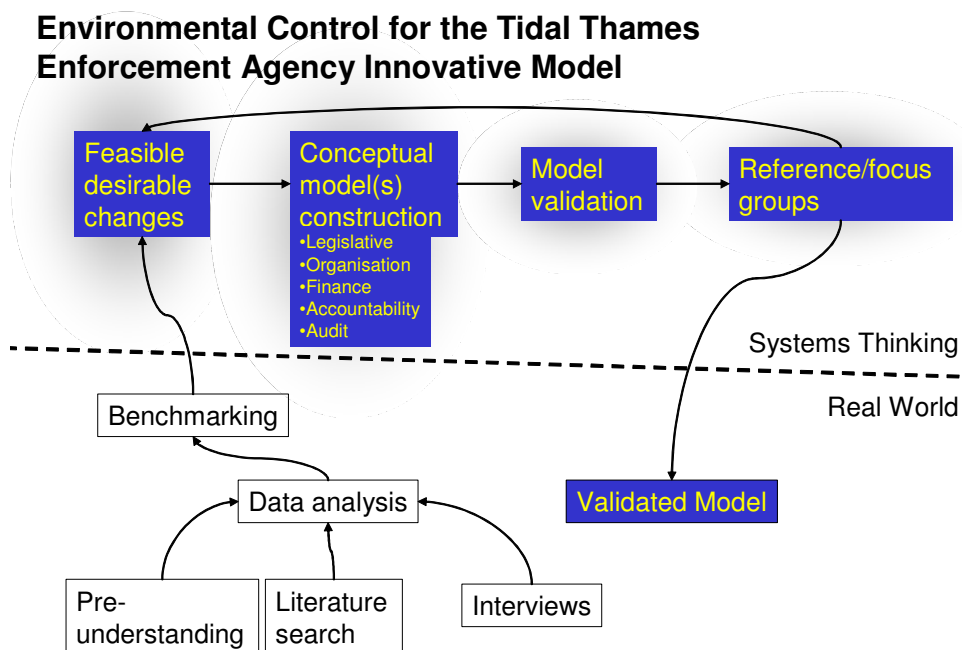 Environmental Control for the Tidal Thames
Enforcement Agency Innovative Model
Feasible
desirable
changes
Conceptual
model(s)
construction
•Legislative
•Organisation
•Finance
•Accountability
•Audit
Model
validation
Reference/focus
groups
Systems Thinking
Real World
Benchmarking
Data analysis
Validated Model
Pre-
understanding
Literature
search
Interviews